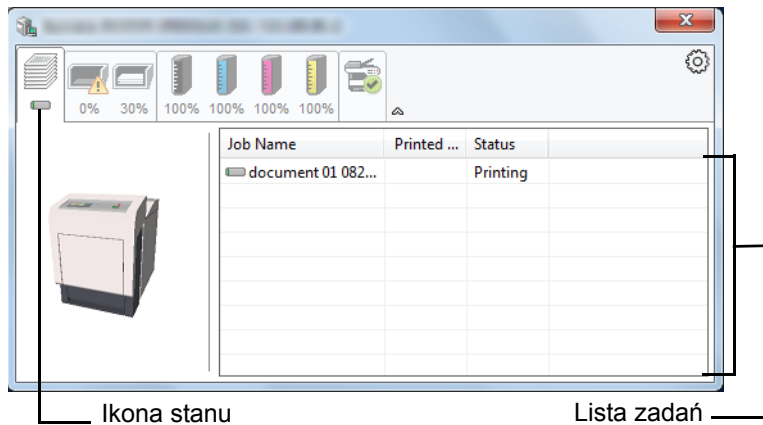 0% 30% 100% 100% 100% 100%
Job Name Printed ... Status
document 01 082... Printing
Ikona stanu Lista zadań